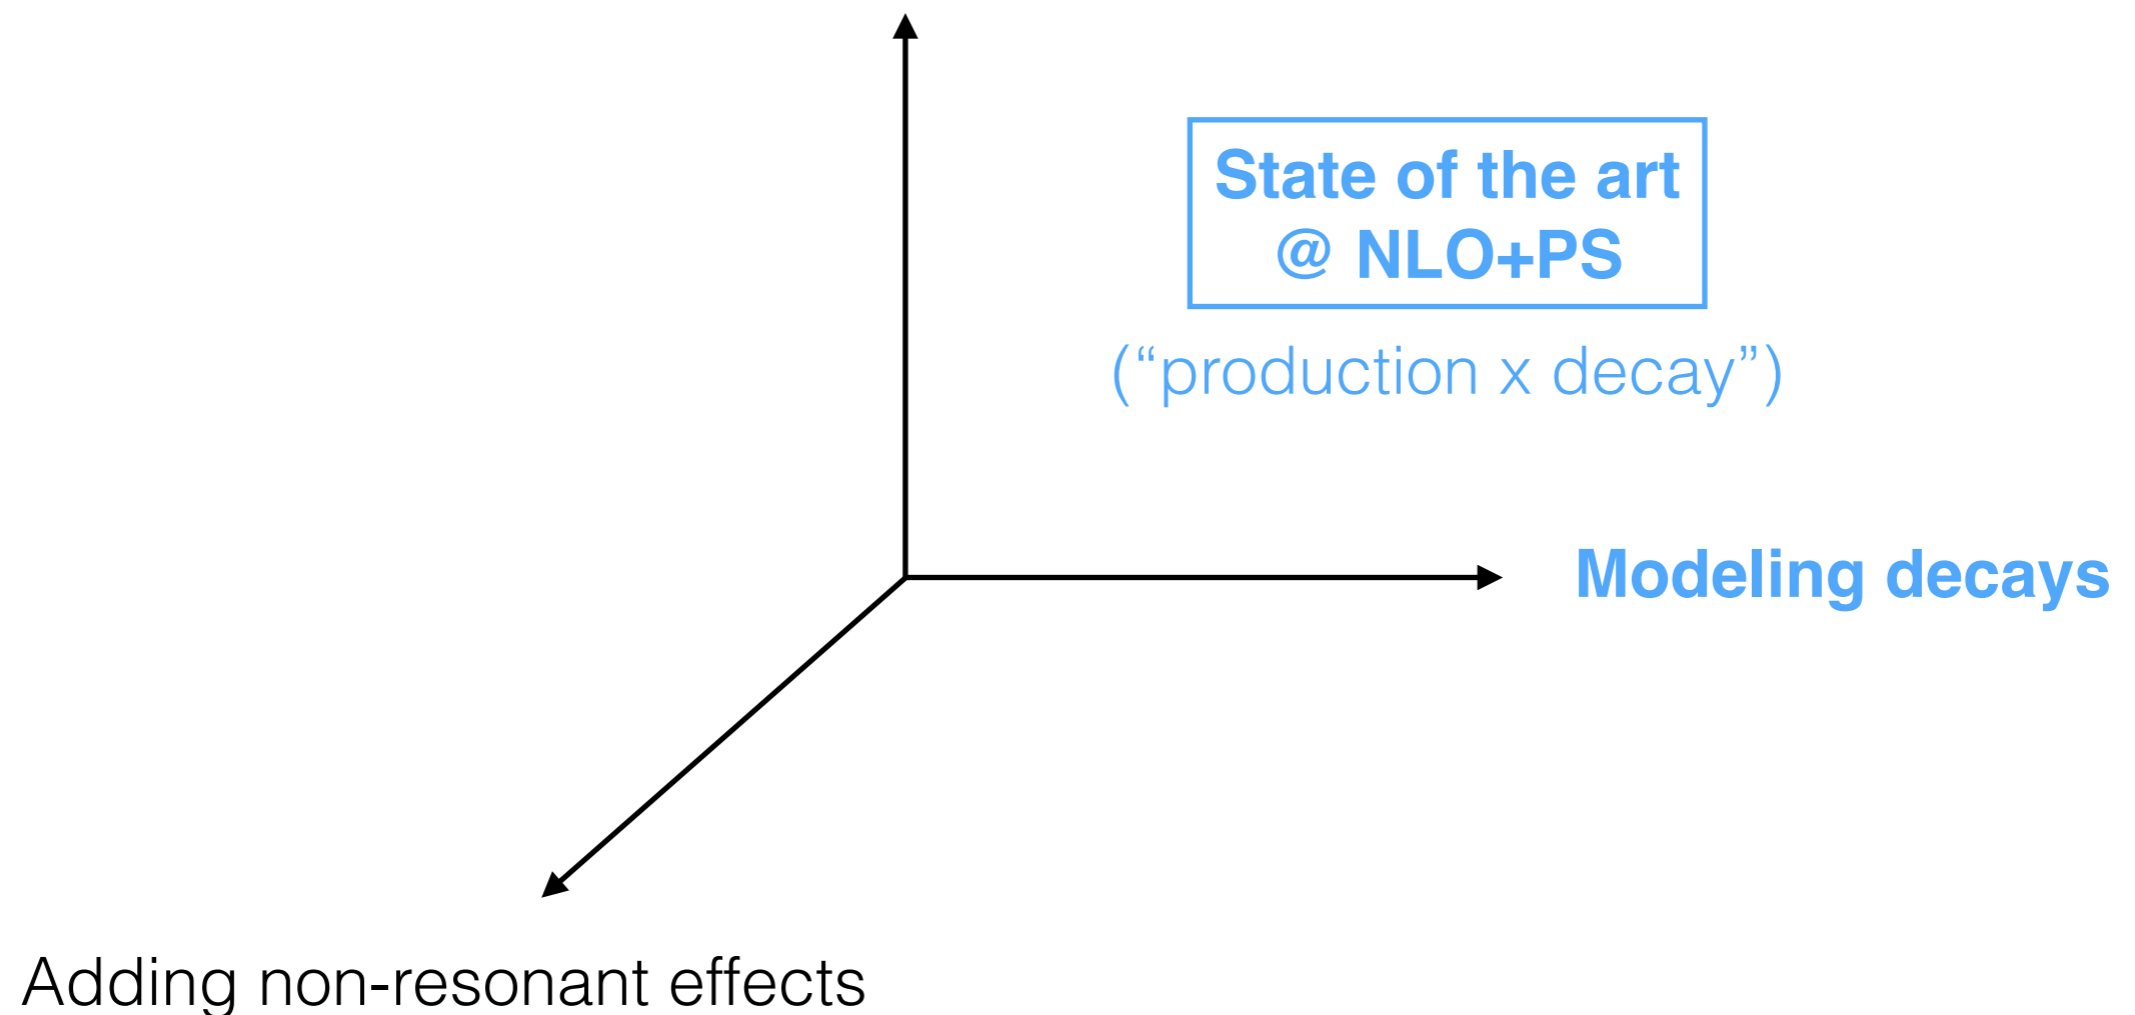 State of the art
@ NLO+PS
(“production x decay”)
Modeling decays
Adding non-resonant effects